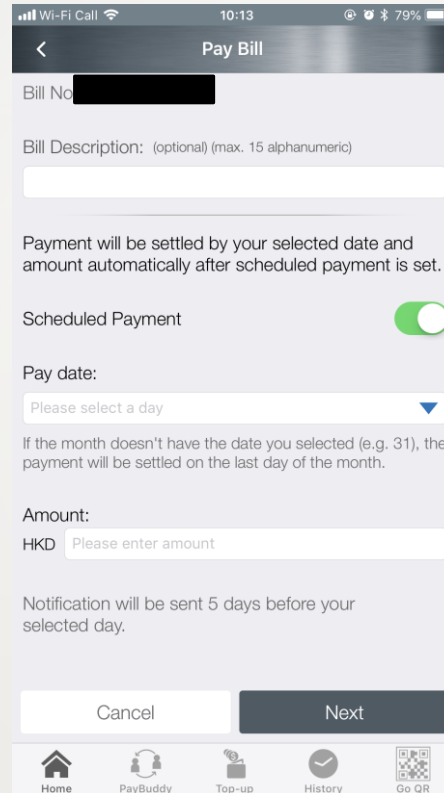 Wi-Fi Call 10:13 79%
Pay Bill
Bill No
Bill Description: (optional) (max. 15 alphanumeric)
Payment will be settled by your selected date and
amount automatically after scheduled payment is set.
Scheduled Payment
Pay date:
Please select a day
If the month doesn't have the date you selected (e.g. 31), the
payment will be settled on the last day of the month.
Amount:
HKD Please enter amount
Notification will be sent 5 days before your
selected day.
Cancel Next
Home PayBuddy Top-up History Go QR